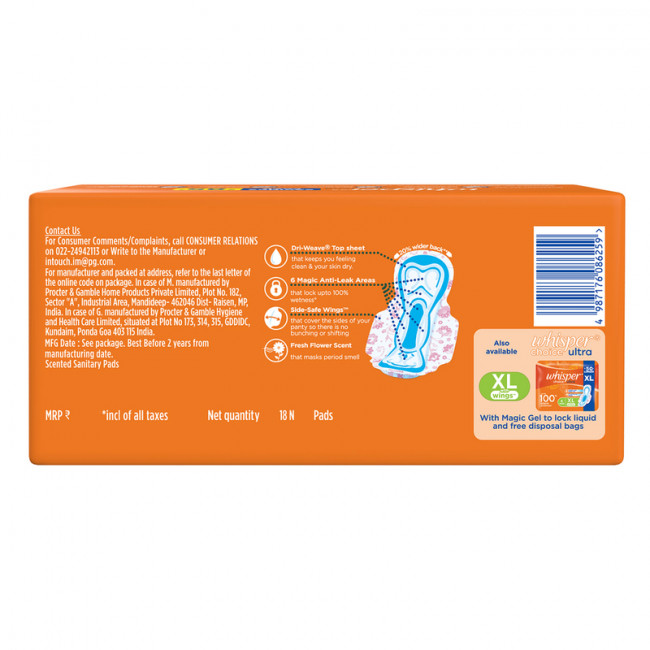 Contact Us
For Consumer Comments/Complaints, call CONSUMER RELATIONS
on 022-24942113 or Write to the Manufacturer or
intouch.im@pg.com.
For manufacturer and packed at address, refer to the last letter of
the online code on package. In case of M. manufactured by
Procter & Gamble Home Products Private Limited, Plot No. 182,
Sector "A", Industrial Area, Mandideep- 462046 Dist- Raisen, MP,
India. In case of G. manufactured by Procter & Gamble Hygiene
and Health Care Limited, situated at Plot No 173, 314, 315, GDDIDC,
Kundaim, Ponda Goa 403 115 India.
MFG Date : See package. Best Before 2 years from
manufacturing date.
Scented Sanitary Pads
MRP ₹ *incl of all taxes Net quantity 18 N Pads
Dri-Weave® Top sheet
that keeps you feeling
clean & your skin dry.
6 Magic Anti-Leak Areas
that lock upto 100%
wetness*
Side-Safe Wings™
that cover the sides of your
panty so there is no
bunching or shifting
Fresh Flower Scent
that masks period smell
20% wider back**
4 987176 086259 >
Also
available
whisper
choice ultra
XL
wings
whisper
100%
XL
XL
With Magic Gel to lock liquid
and free disposal bags